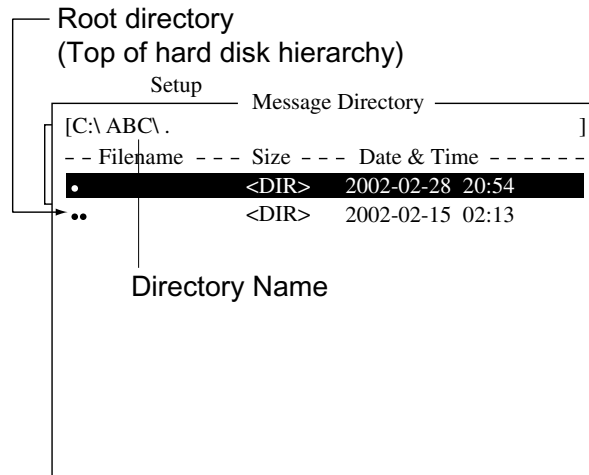 Root directory
(Top of hard disk hierarchy)
Setup
Message Directory
[C:\ ABC\ . ]
– – Filename – – – Size – – – Date & Time – – – – – –
• <DIR> 2002-02-28 20:54
•• <DIR> 2002-02-15 02:13
Directory Name